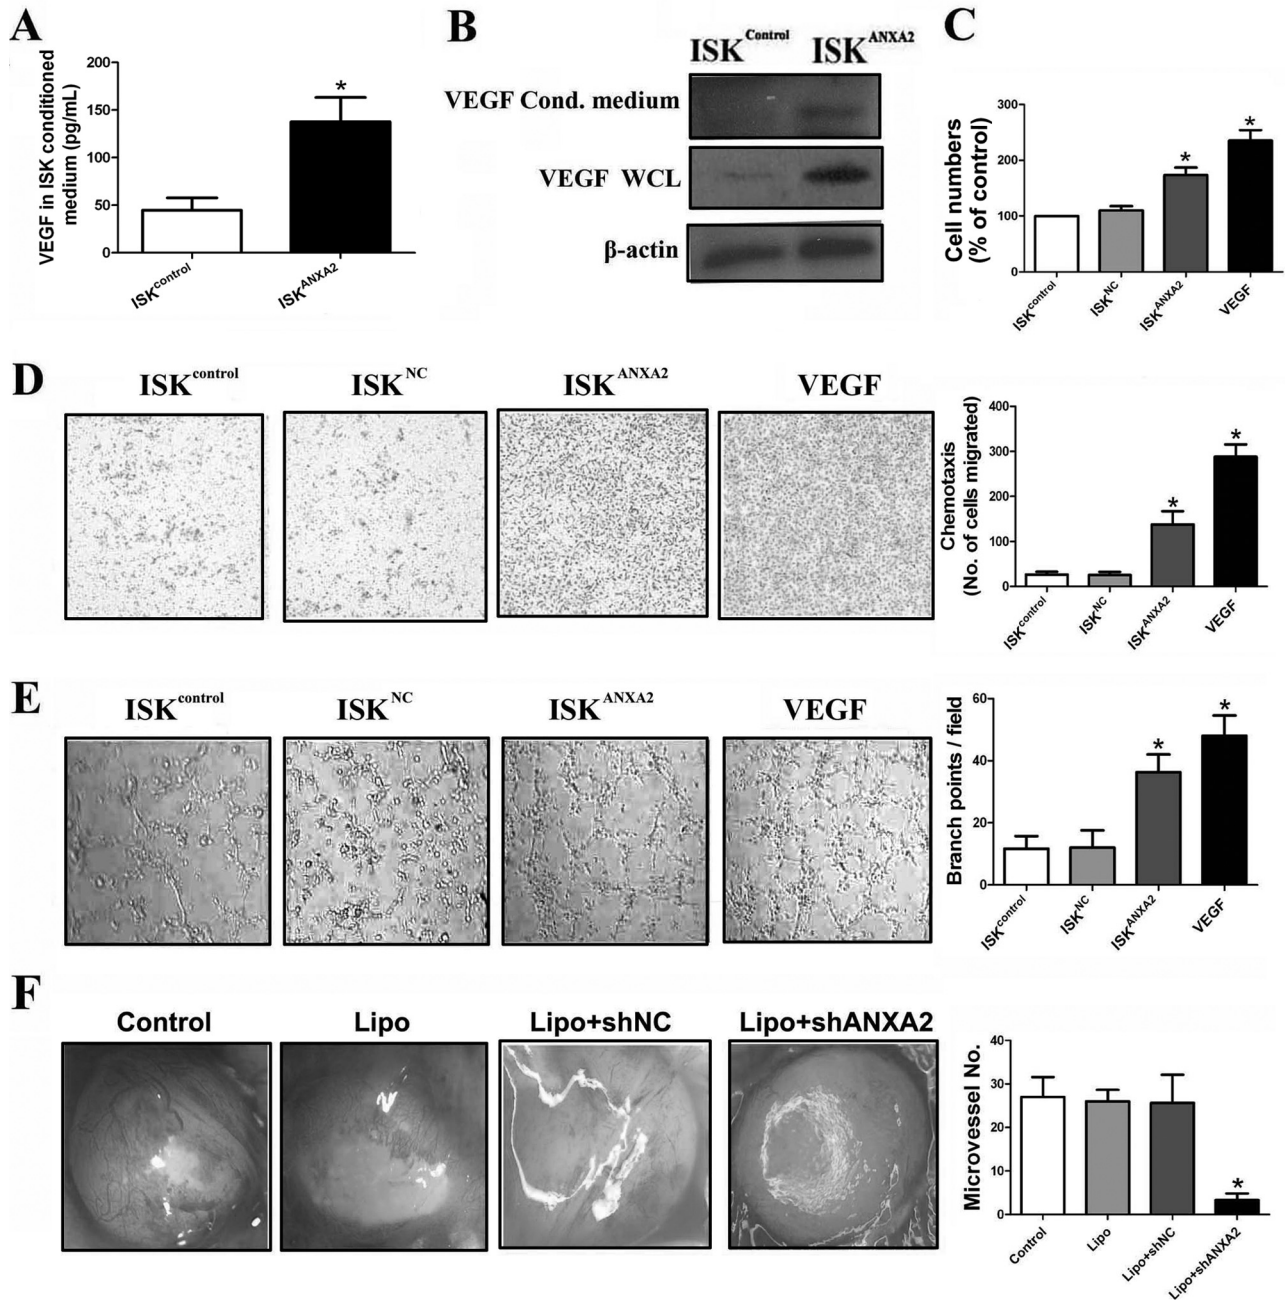 A
VEGF in ISK conditioned
medium (pg/mL)
200
150
100
50
0
*
ISKcontrol
ISKANXA2
B
ISKControl ISKANXA2
VEGF Cond. medium
VEGF WCL
β-actin
C
Cell numbers
(% of control)
300
200
100
0
*
*
ISKcontrol
ISKNC
ISKANXA2
VEGF
D
ISKcontrol ISKNC ISKANXA2 VEGF
Chemotaxis
(No. of cells migrated)
400
300
200
100
0
*
*
ISKcontrol
ISKNC
ISKANXA2
VEGF
E
ISKcontrol ISKNC ISKANXA2 VEGF
Branch points / field
60
40
20
0
*
*
ISKcontrol
ISKNC
ISKANXA2
VEGF
F
Control Lipo Lipo+shNC Lipo+shANXA2
Microvessel No.
40
30
20
10
0
*
Control
Lipo
Lipo+shNC
Lipo+shANXA2